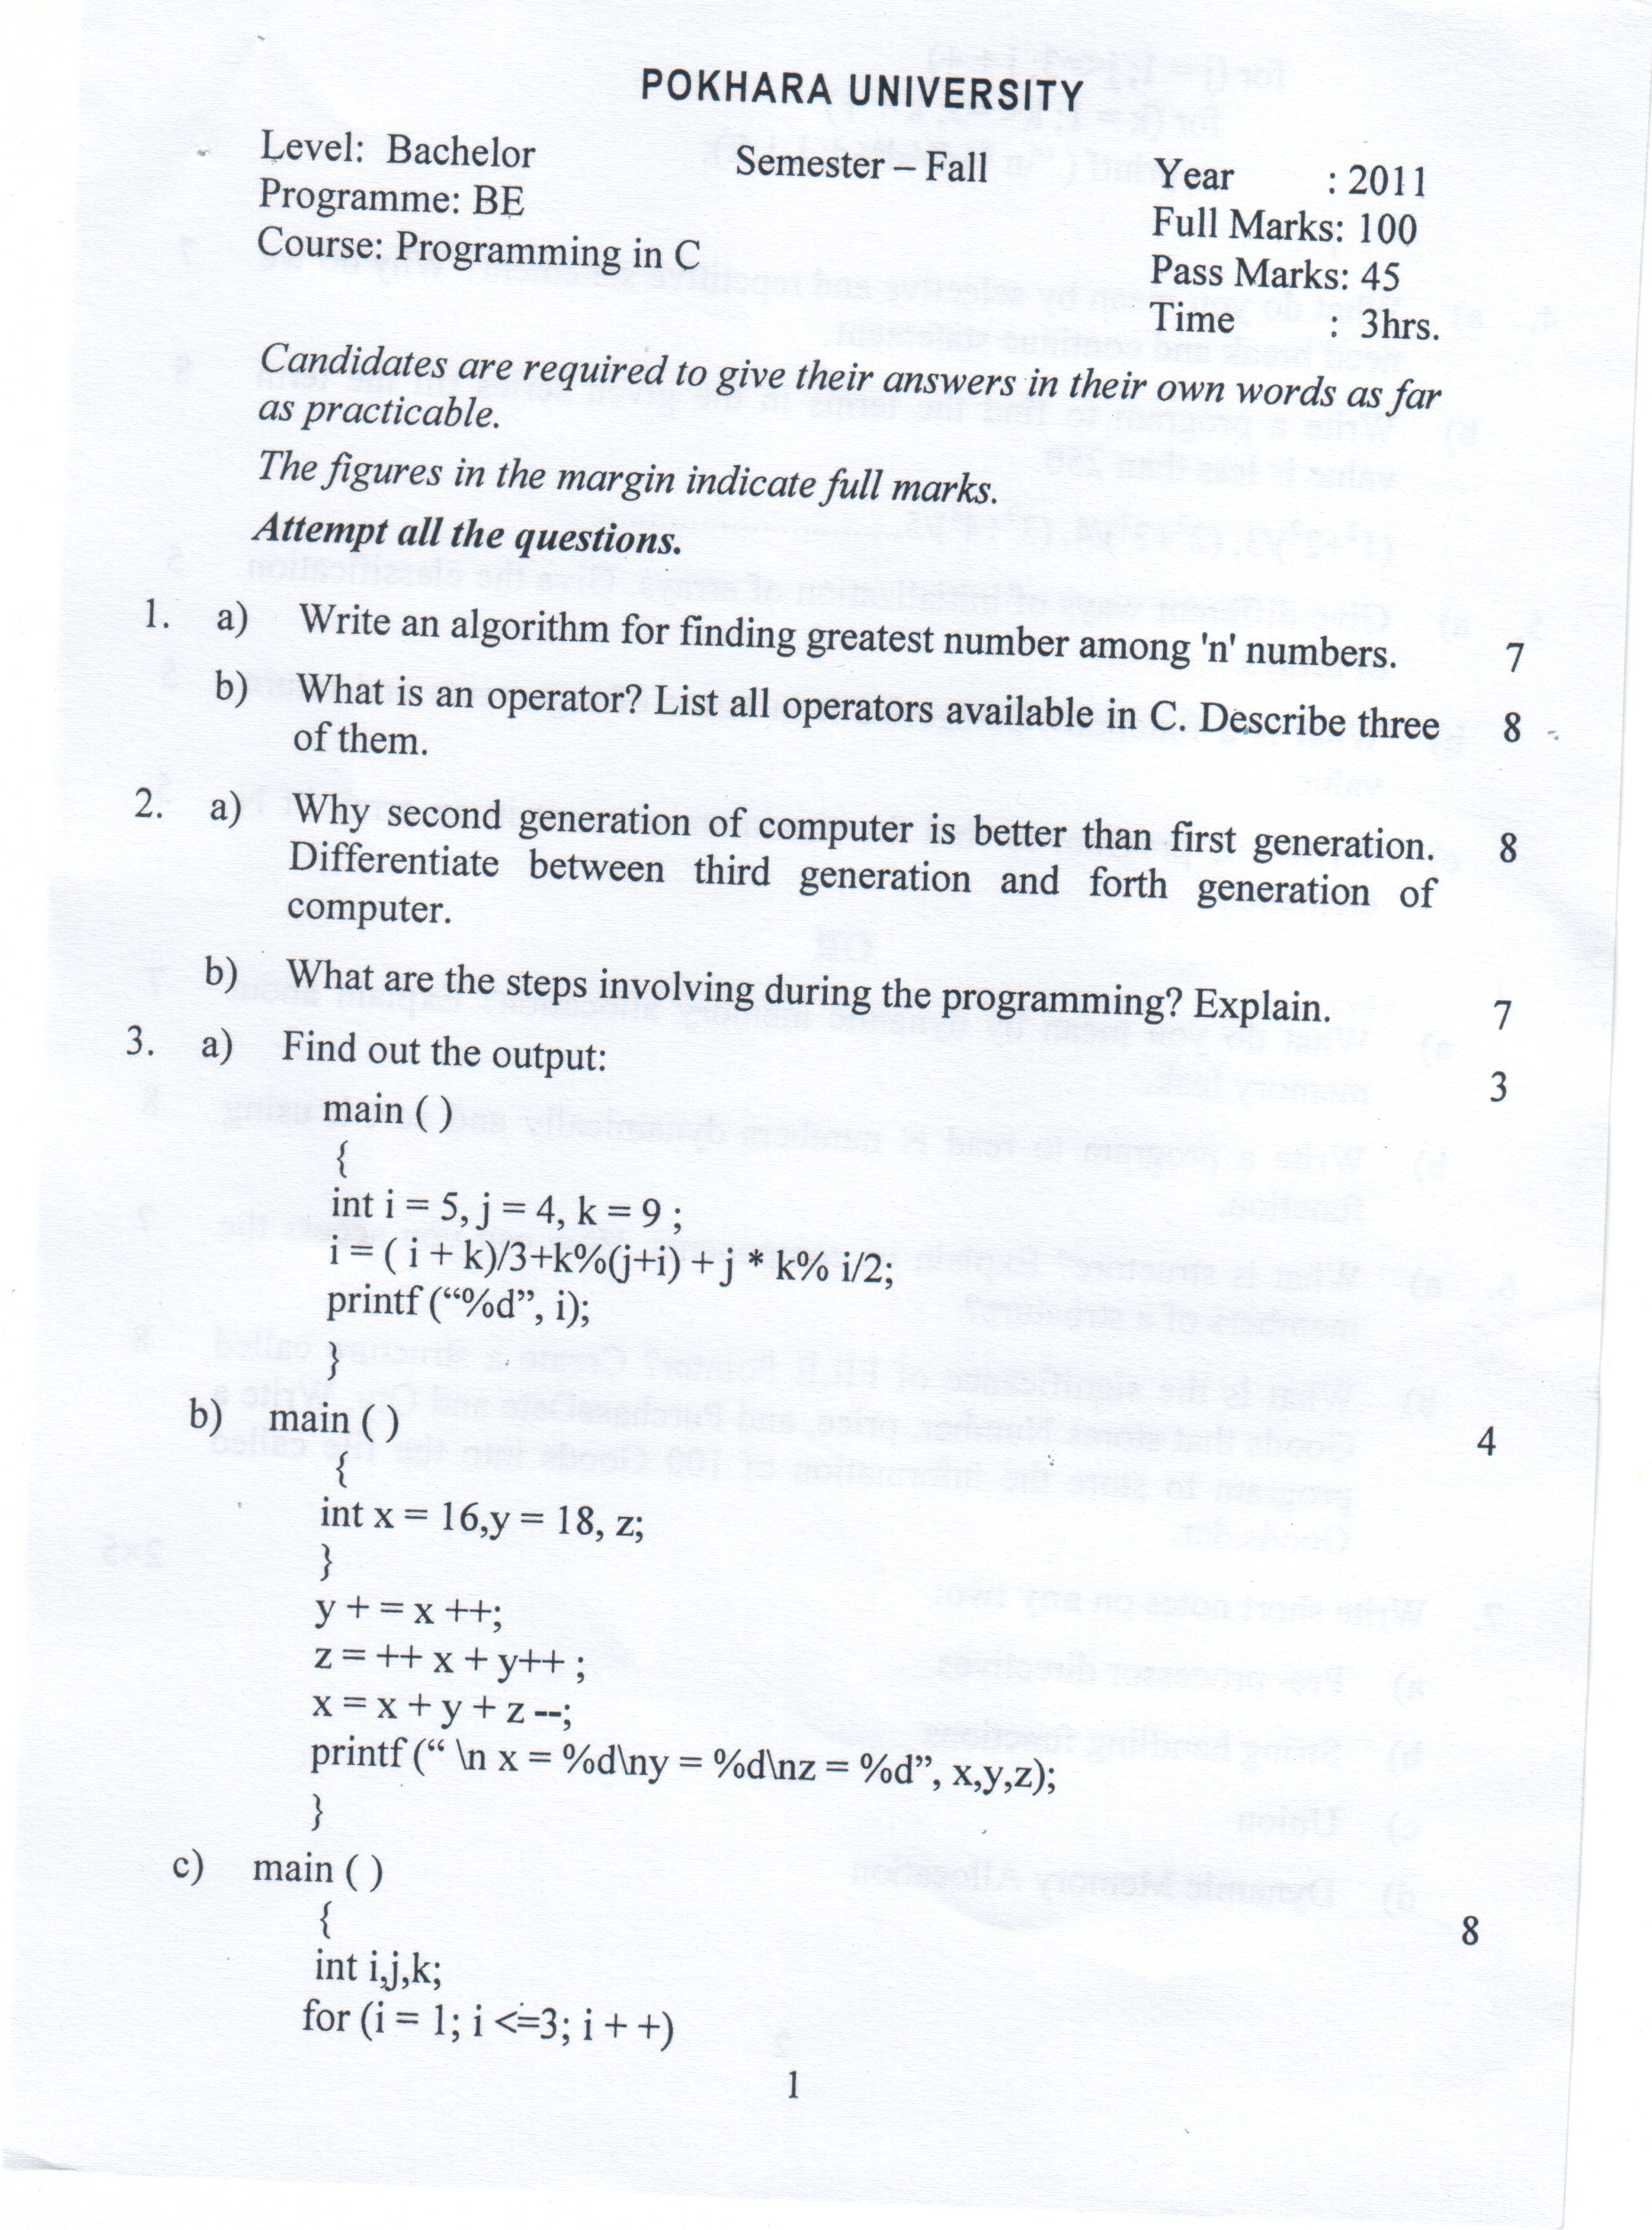 POKHARA UNIVERSITY
Level: Bachelor Semester – Fall Year : 2011
Programme: BE Full Marks: 100
Course: Programming in C Pass Marks: 45
Time : 3hrs.
Candidates are required to give their answers in their own words as far
as practicable.
The figures in the margin indicate full marks.
Attempt all the questions.
1. a) Write an algorithm for finding greatest number among 'n' numbers. 7
b) What is an operator? List all operators available in C. Describe three 8
of them.
2. a) Why second generation of computer is better than first generation. 8
Differentiate between third generation and forth generation of
computer.
b) What are the steps involving during the programming? Explain. 7
3. a) Find out the output: 3
main ( )
{
int i = 5, j = 4, k = 9 ;
i = ( i + k)/3+k%(j+i) + j * k% i/2;
printf (“%d”, i);
}
b) main ( ) 4
{
int x = 16,y = 18, z;
}
y + = x ++;
z = ++ x + y++ ;
x = x + y + z --;
printf (“ \n x = %d\ny = %d\nz = %d”, x,y,z);
}
c) main ( )
{ 8
int i,j,k;
for (i = 1; i <=3; i + +)
1